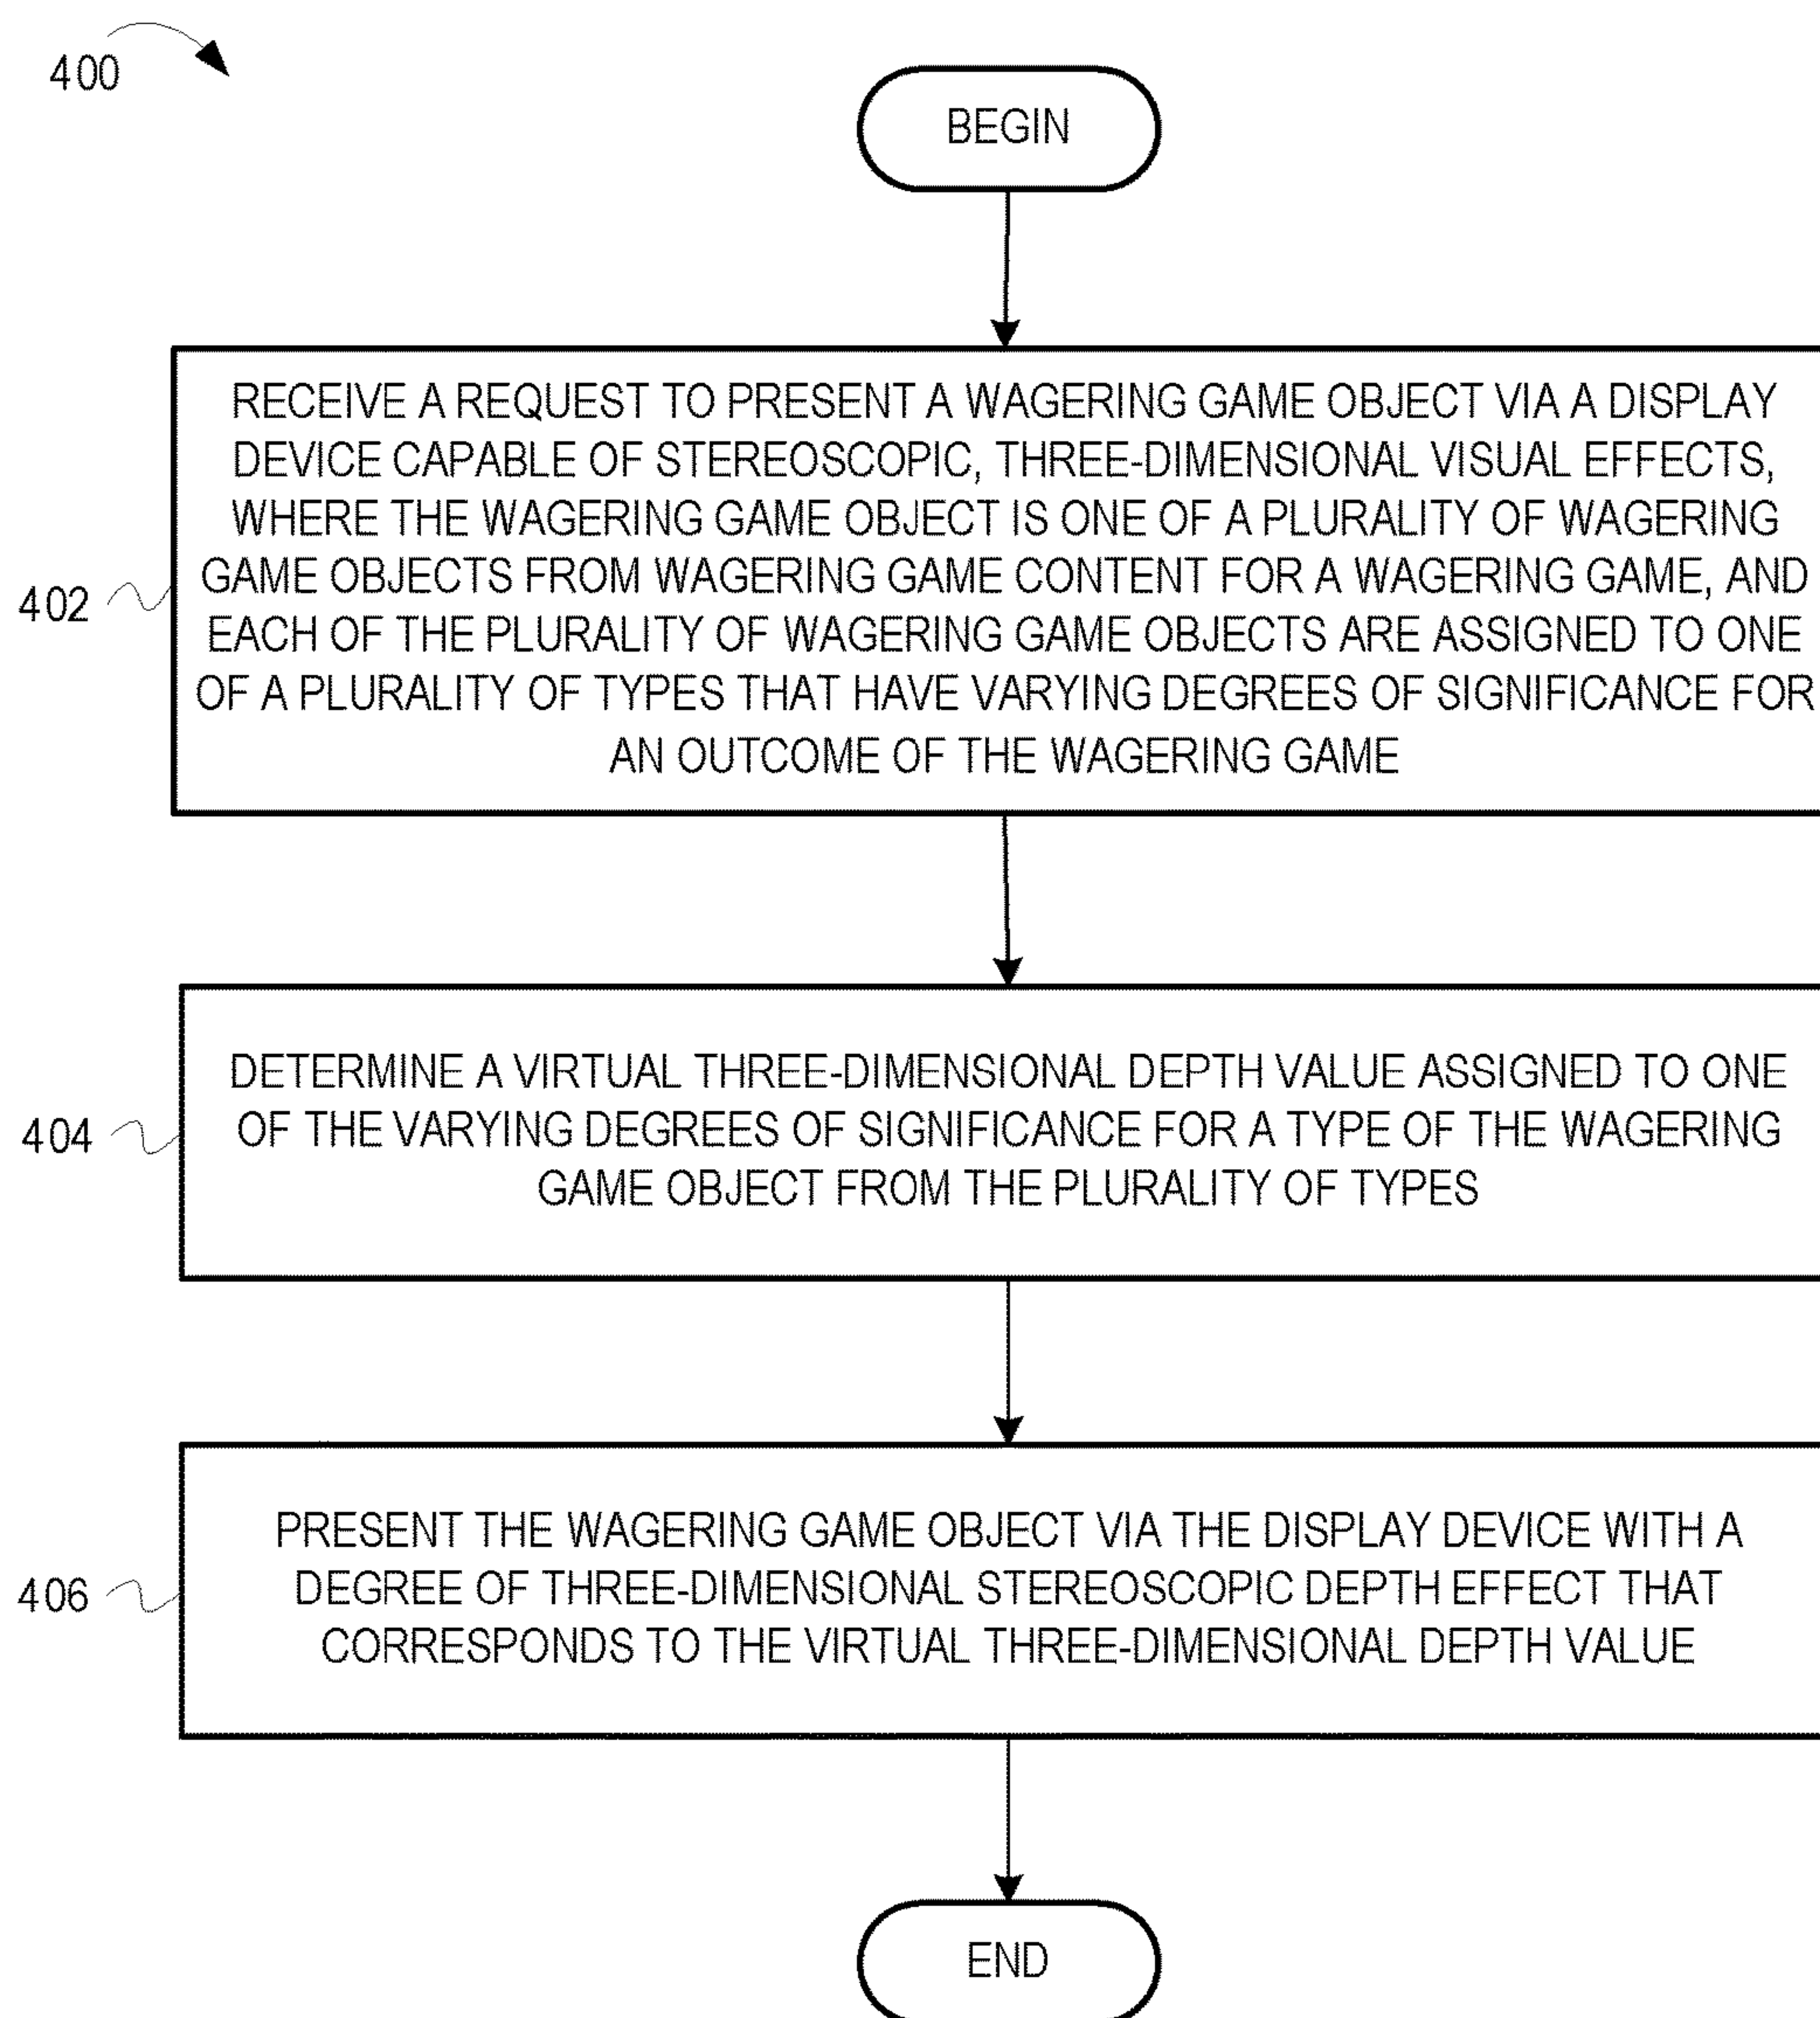 400
BEGIN
RECEIVE A REQUEST TO PRESENT A WAGERING GAME OBJECT VIA A DISPLAY
DEVICE CAPABLE OF STEREOSCOPIC, THREE-DIMENSIONAL VISUAL EFFECTS,
WHERE THE WAGERING GAME OBJECT IS ONE OF A PLURALITY OF WAGERING
GAME OBJECTS FROM WAGERING GAME CONTENT FOR A WAGERING GAME, AND
EACH OF THE PLURALITY OF WAGERING GAME OBJECTS ARE ASSIGNED TO ONE
OF A PLURALITY OF TYPES THAT HAVE VARYING DEGREES OF SIGNIFICANCE FOR
AN OUTCOME OF THE WAGERING GAME
402
DETERMINE A VIRTUAL THREE-DIMENSIONAL DEPTH VALUE ASSIGNED TO ONE
OF THE VARYING DEGREES OF SIGNIFICANCE FOR A TYPE OF THE WAGERING
GAME OBJECT FROM THE PLURALITY OF TYPES
404
PRESENT THE WAGERING GAME OBJECT VIA THE DISPLAY DEVICE WITH A
DEGREE OF THREE-DIMENSIONAL STEREOSCOPIC DEPTH EFFECT THAT
CORRESPONDS TO THE VIRTUAL THREE-DIMENSIONAL DEPTH VALUE
406
END